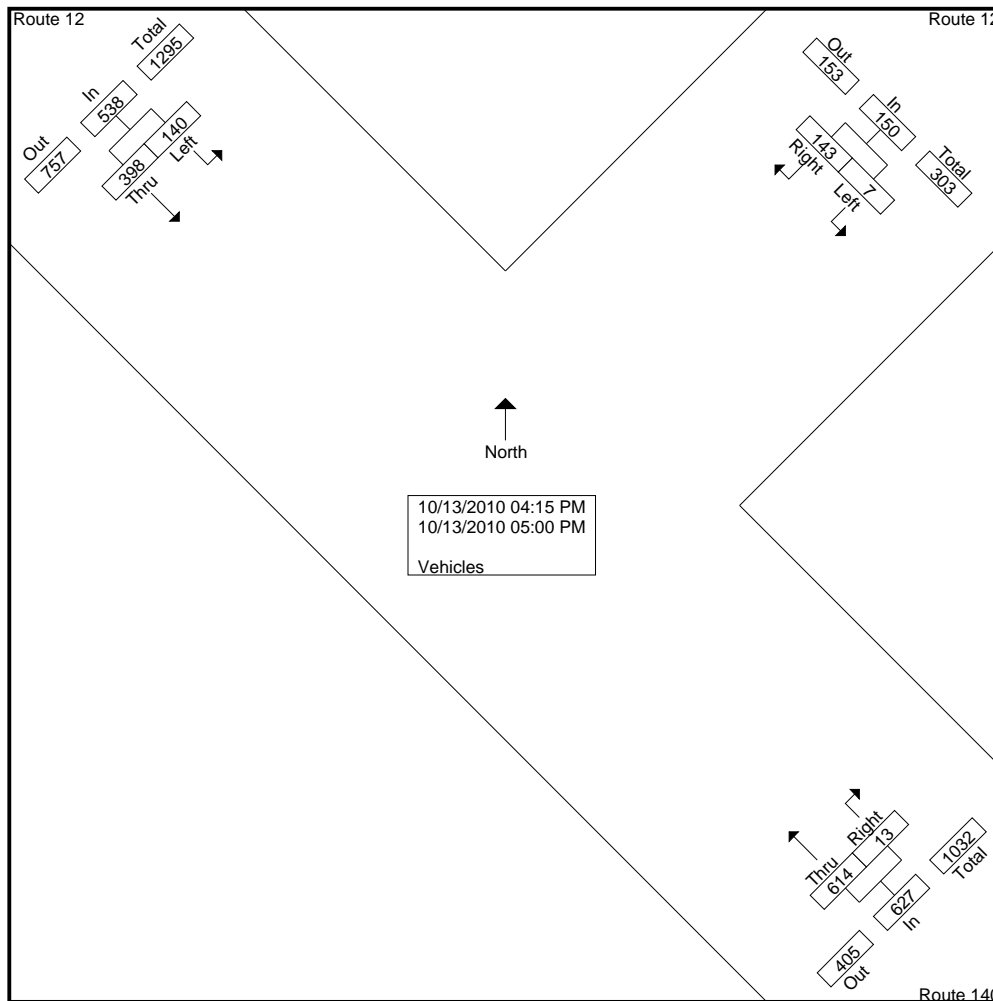 Route 12
Total
1295
In
538
Out
757
140
Left
398
Thru
Route 12
Out
153
In
150
Total
303
143
Right
7
Left
North
10/13/2010 04:15 PM
10/13/2010 05:00 PM
Vehicles
Right
13
Thru
614
1032
Total
627
In
405
Out
Route 140